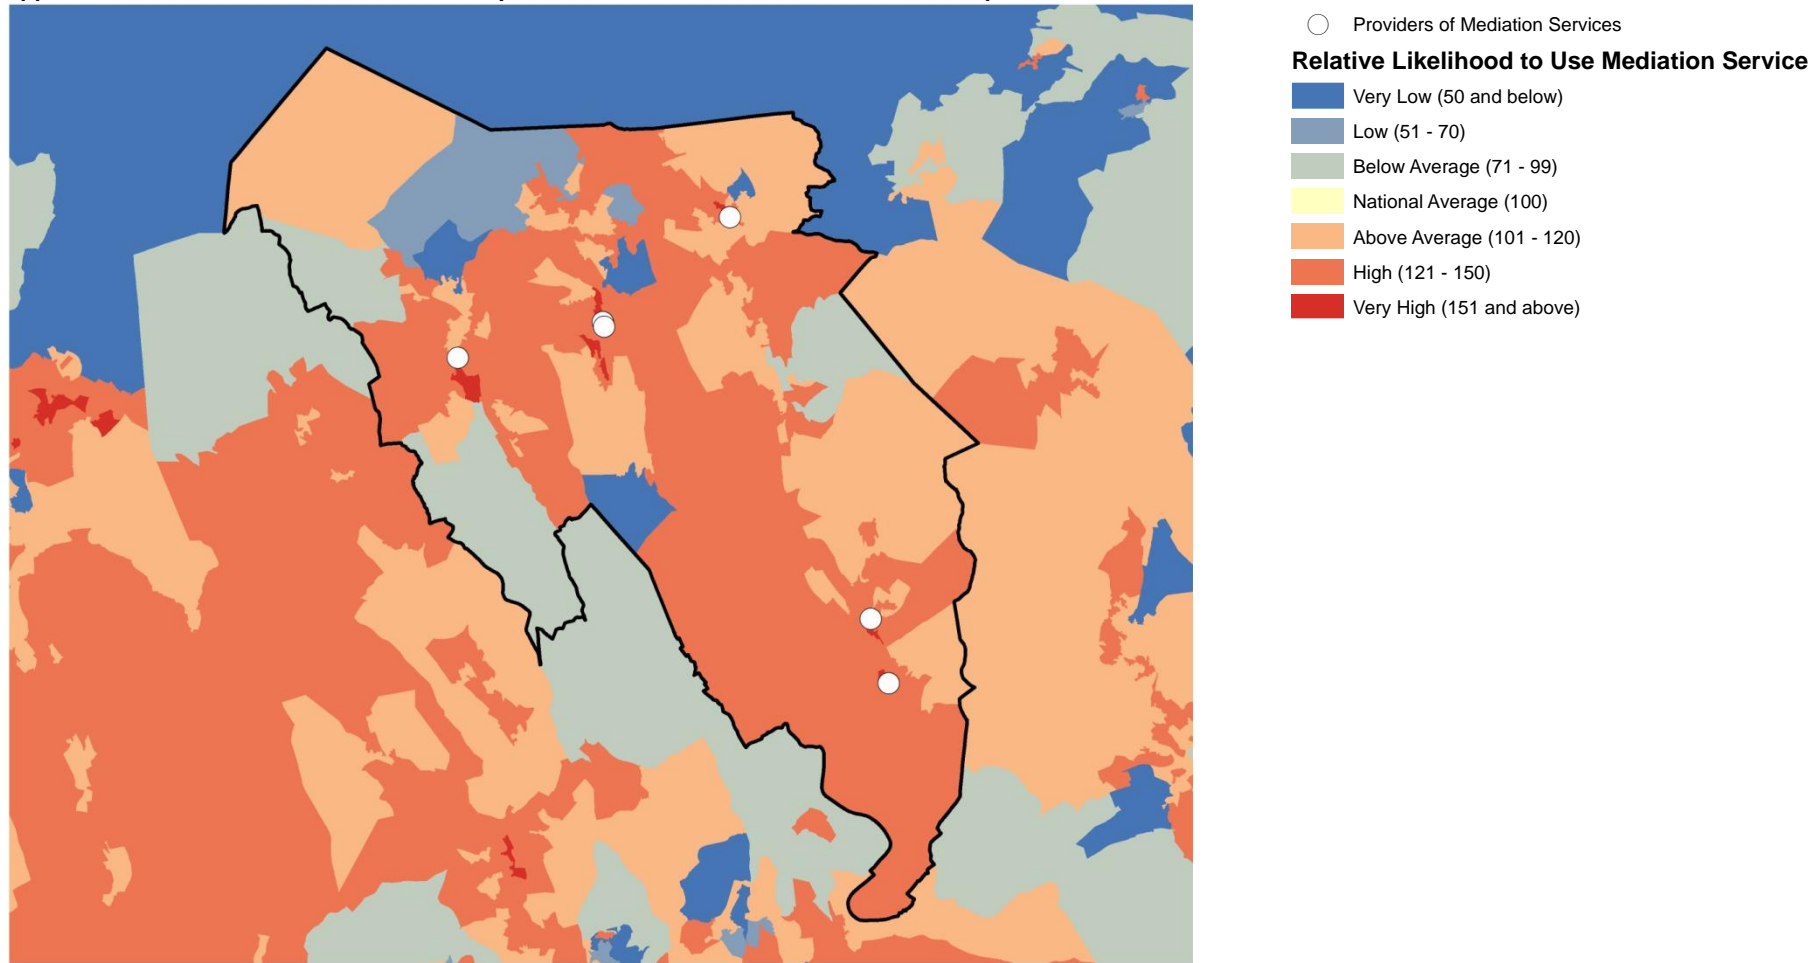 Providers of Mediation Services
Relative Likelihood to Use Mediation Service
Very Low (50 and below)
Low (51 - 70)
Below Average (71 - 99)
National Average (100)
Above Average (101 - 120)
High (121 - 150)
Very High (151 and above)